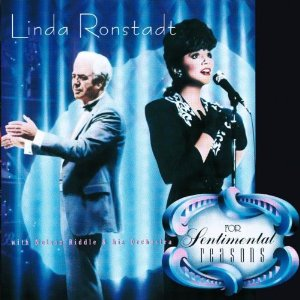 Linda Ronstadt
with Nelson Riddle & his Orchestra
FOR
Sentimental
reasons